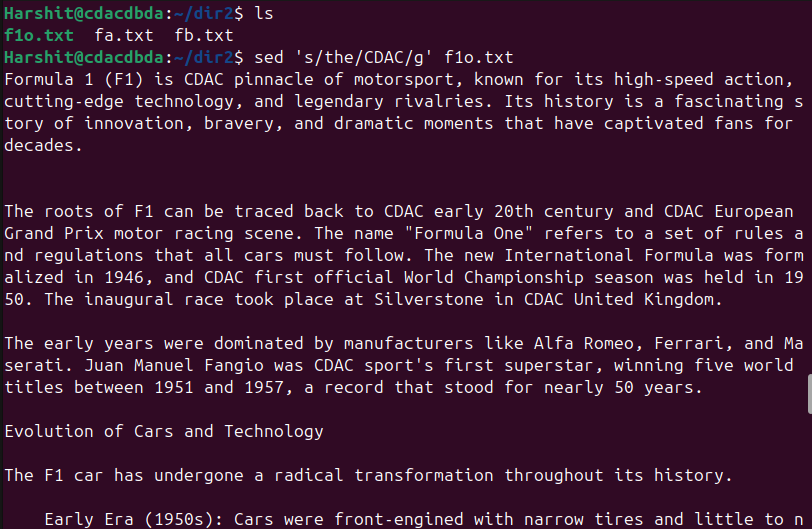 Harshit@cdacdbda:~/dir2$ ls
f1o.txt  fa.txt  fb.txt
Harshit@cdacdbda:~/dir2$ sed 's/the/CDAC/g' f1o.txt
Formula 1 (F1) is CDAC pinnacle of motorsport, known for its high-speed action,
cutting-edge technology, and legendary rivalries. Its history is a fascinating s
tory of innovation, bravery, and dramatic moments that have captivated fans for
decades.
The roots of F1 can be traced back to CDAC early 20th century and CDAC European
Grand Prix motor racing scene. The name "Formula One" refers to a set of rules a
nd regulations that all cars must follow. The new International Formula was form
alized in 1946, and CDAC first official World Championship season was held in 19
50. The inaugural race took place at Silverstone in CDAC United Kingdom.
The early years were dominated by manufacturers like Alfa Romeo, Ferrari, and Ma
serati. Juan Manuel Fangio was CDAC sport's first superstar, winning five world
titles between 1951 and 1957, a record that stood for nearly 50 years.
Evolution of Cars and Technology
The F1 car has undergone a radical transformation throughout its history.
Early Era (1950s): Cars were front-engined with narrow tires and little to n